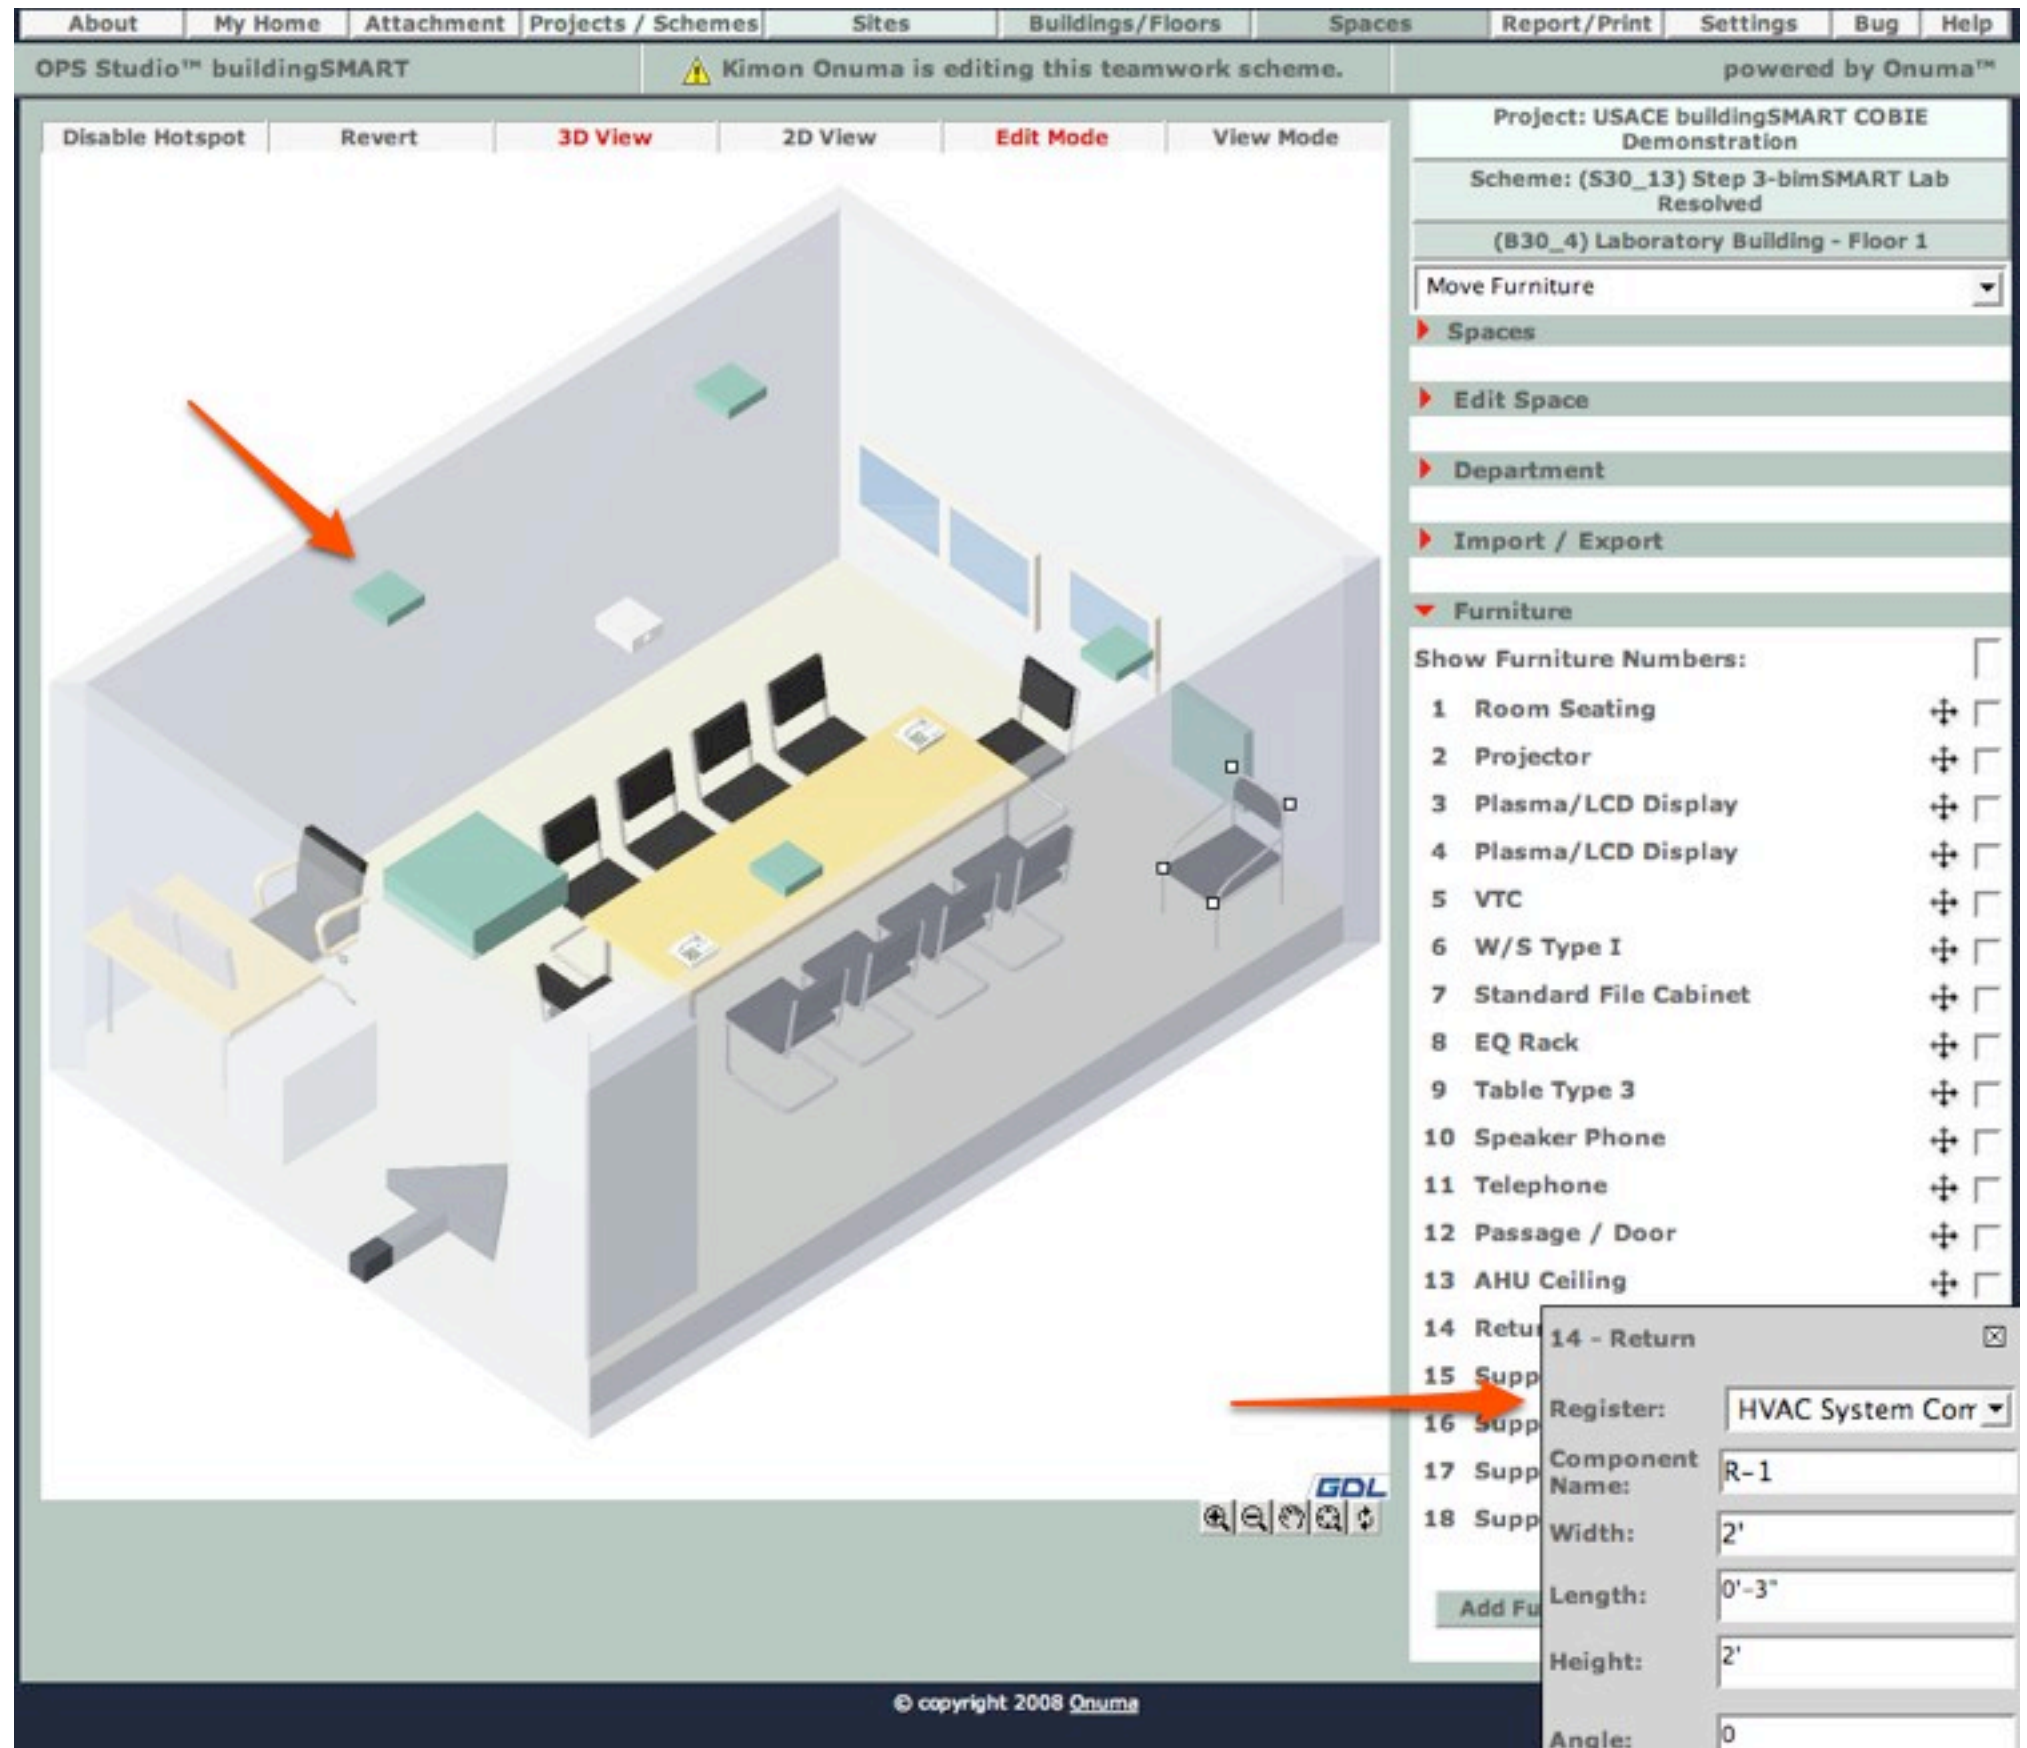 About My Home Attachment Projects / Schemes Sites Buildings/Floors Spaces Report/Print Settings Bug Help
OPS Studio™ buildingSMART Kimon Onuma is editing this teamwork scheme. powered by Onuma™
Disable Hotspot Revert 3D View 2D View Edit Mode View Mode
Project: USACE buildingSMART COBIE
Demonstration
Scheme: (S30_13) Step 3-bimSMART Lab
Resolved
(B30_4) Laboratory Building - Floor 1
Move Furniture
Spaces
Edit Space
Department
Import / Export
Furniture
Show Furniture Numbers:
1 Room Seating
2 Projector
3 Plasma/LCD Display
4 Plasma/LCD Display
5 VTC
6 W/S Type I
7 Standard File Cabinet
8 EQ Rack
9 Table Type 3
10 Speaker Phone
11 Telephone
12 Passage / Door
13 AHU Ceiling
14 Retu
15 Supp
16 Supp
17 Supp
18 Supp
Add Fu
14 - Return
Register: HVAC System Com
Component
Name: R-1
Width: 2'
Length: 0'-3"
Height: 2'
Angle: 0
GDL
© copyright 2008 Onuma